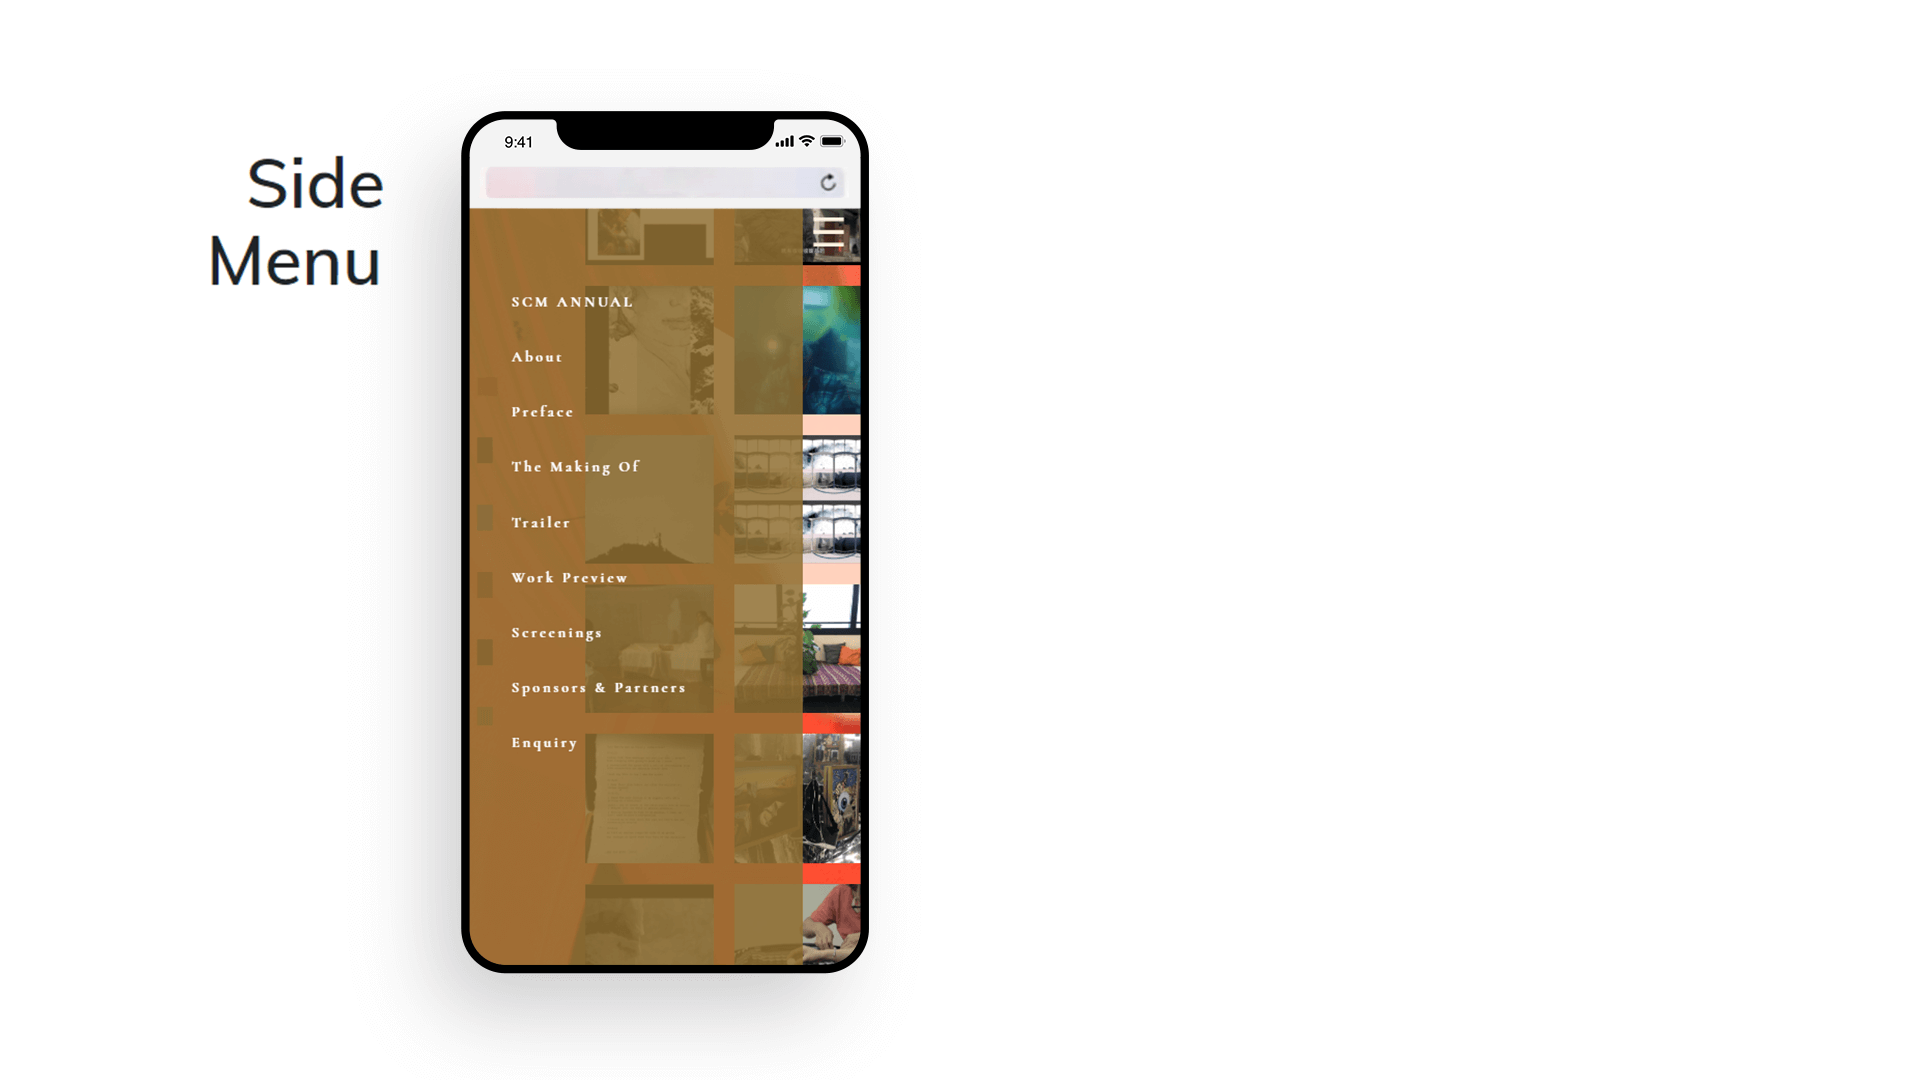 Side
Menu
9:41
SCM ANNUAL
About
Preface
The Making Of
Trailer
Work Preview
Screenings
Sponsors & Partners
Enquiry